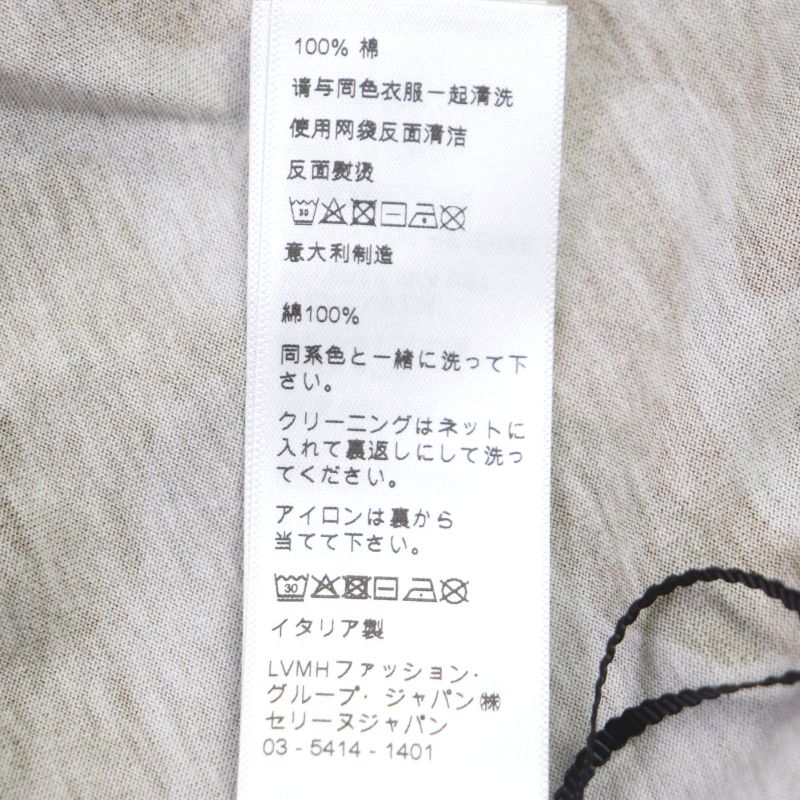 100% 棉
请与同色衣服一起清洗
使用网袋反面清洁
反面熨烫
30
意大利制造
綿100%
同系色と一緒に洗って下
さい。
クリーニングはネットに
入れて裏返しにして洗っ
てください。
アイロンは裏から
当てて下さい。
30
イタリア製
LVMHファッション・
グループ・ジャパン㈱
セリーヌジャパン
03 - 5414 - 1401